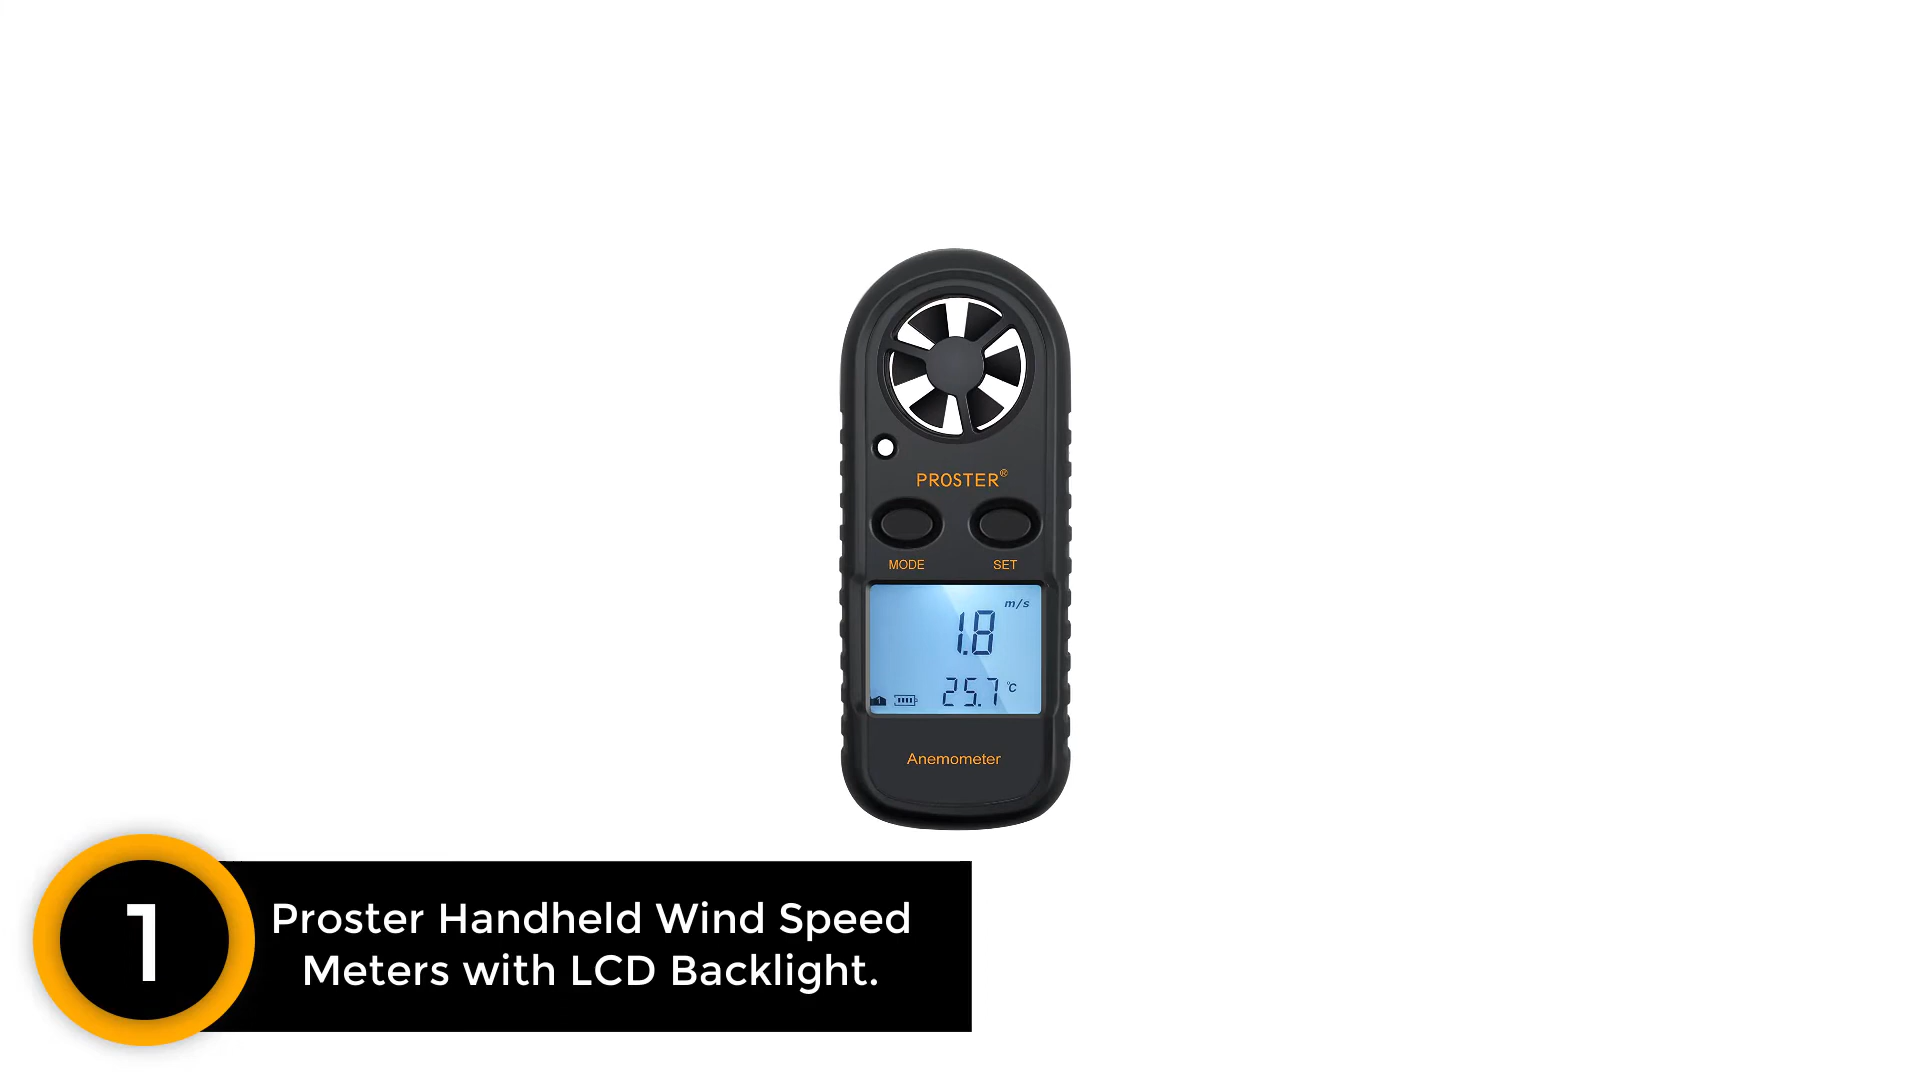 PROSTER®
MODE SET
m/s
1.8
25.7 °C
Anemometer
1
Proster Handheld Wind Speed
Meters with LCD Backlight.